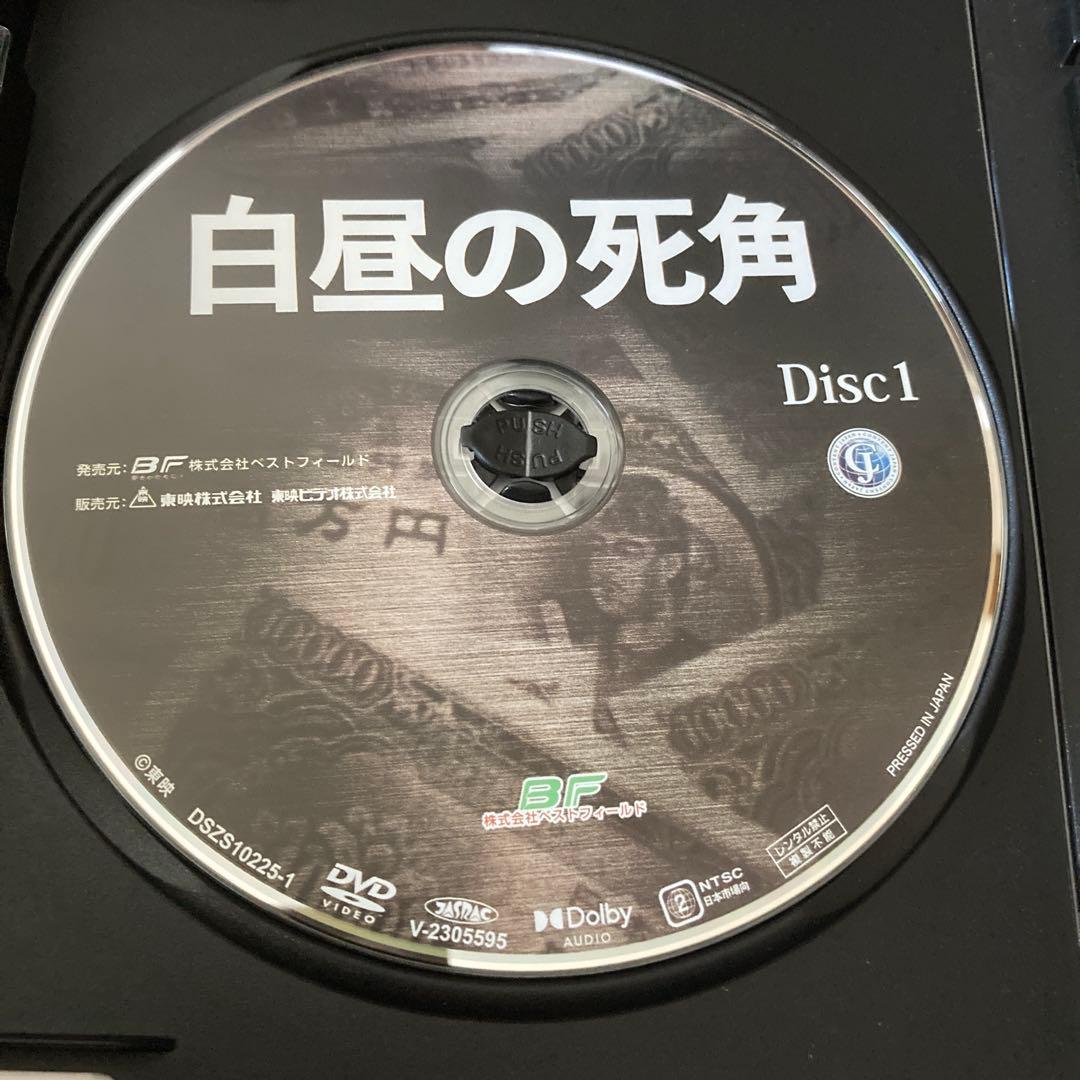 白昼の死角
Disc1
PUSH
PUSH
発売元: BF 株式会社ベストフィールド
販売元: 東映株式会社 東映ビデオ株式会社
万円
10000
10000
10000
BF
株式会社ベストフィールド
©東映
DSZS10225-1
DVD
VIDEO
JASRAC
V-2305595
Dolby
AUDIO
2
NTSC
日本市場向
レンタル禁止
複製不能
PRESSED IN JAPAN